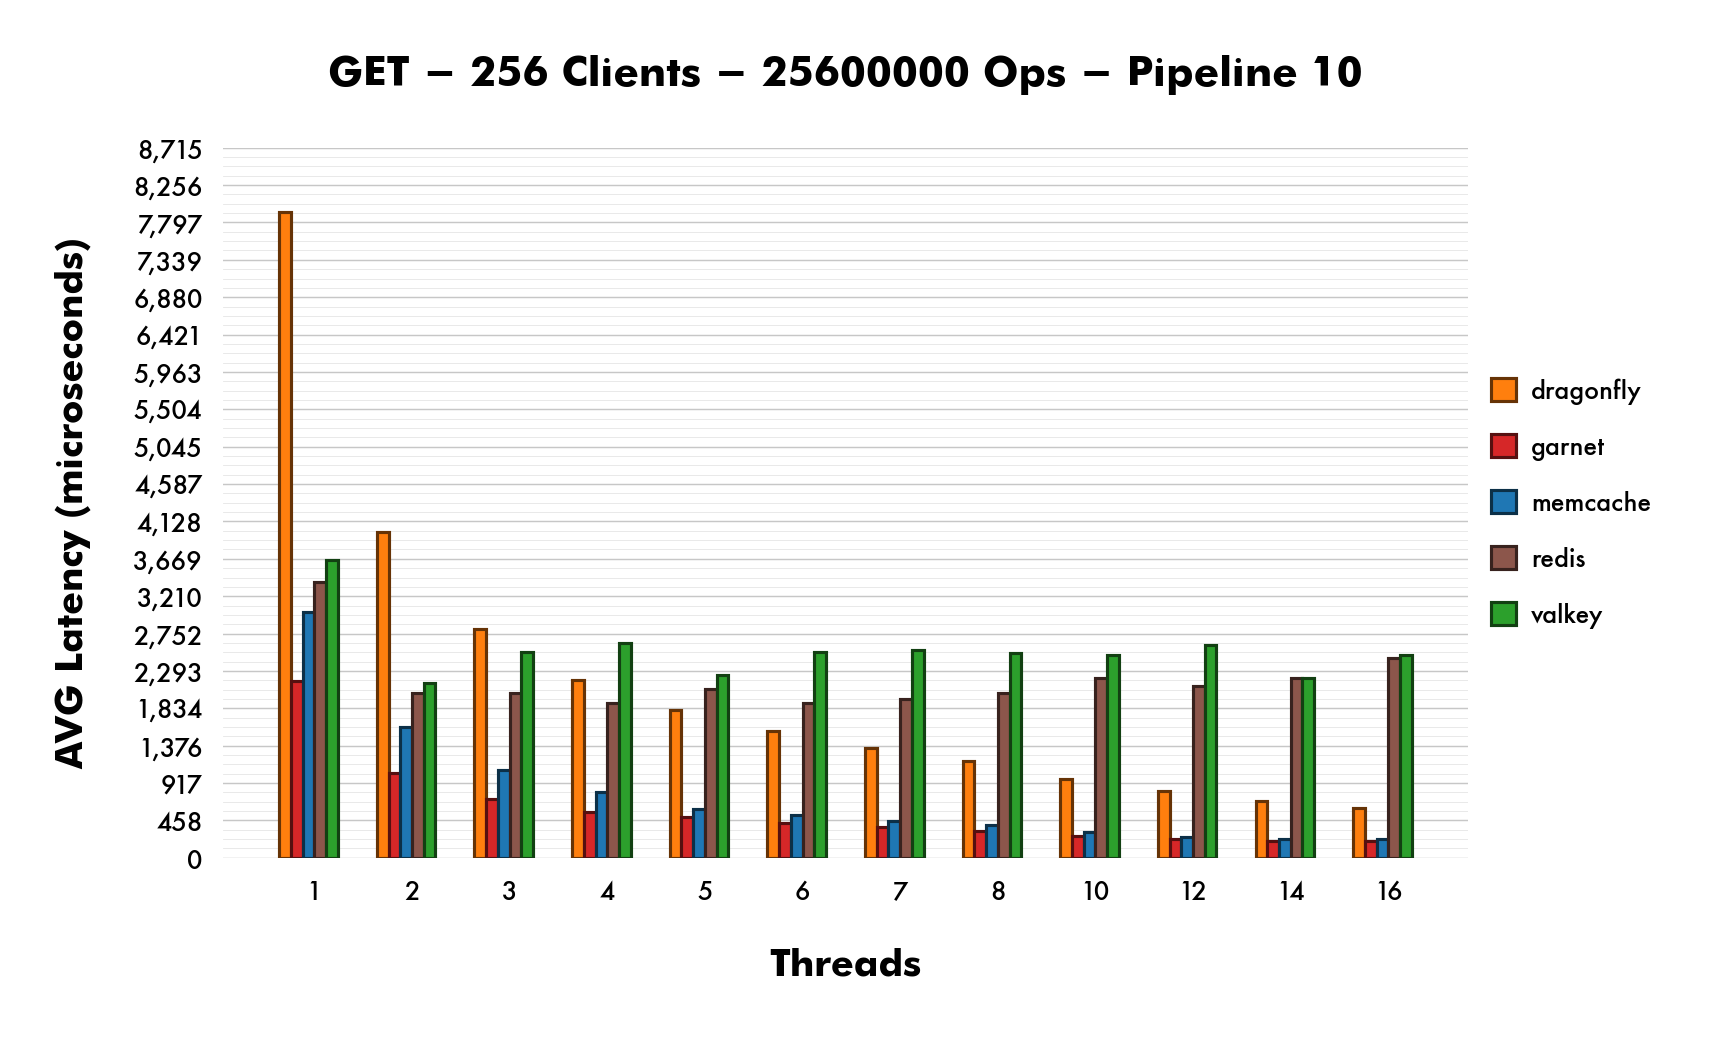 GET – 256 Clients – 25600000 Ops – Pipeline 10
AVG Latency (microseconds)
8,715
8,256
7,797
7,339
6,880
6,421
5,963
5,504
5,045
4,587
4,128
3,669
3,210
2,752
2,293
1,834
1,376
917
458
0
1 2 3 4 5 6 7 8 10 12 14 16
Threads
dragonfly
garnet
memcache
redis
valkey